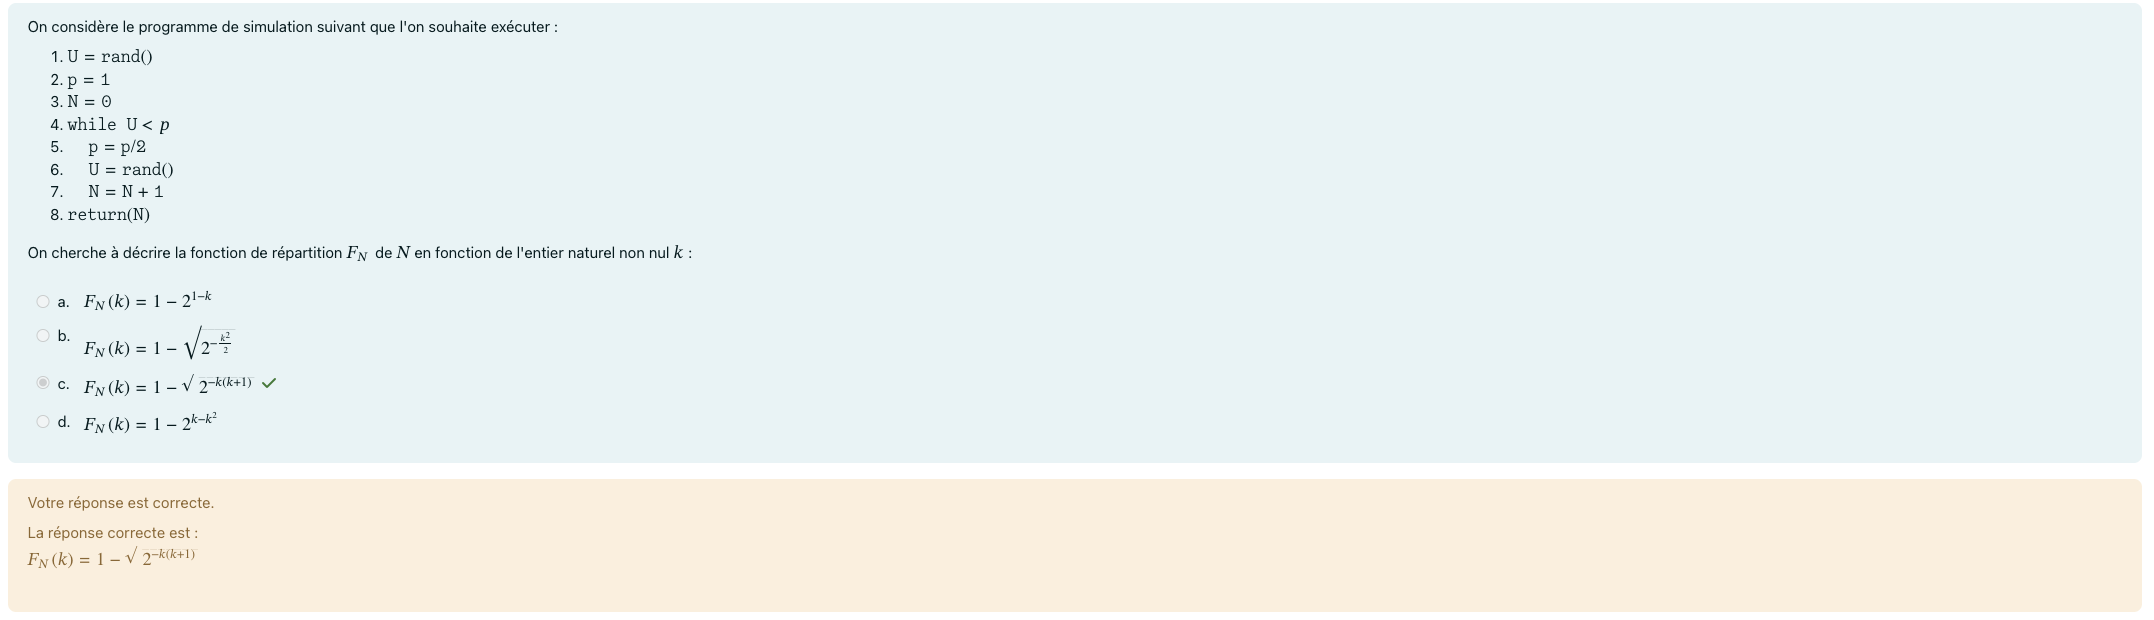 On considère le programme de simulation suivant que l'on souhaite exécuter :
1. U = rand()
2. p = 1
3. N = 0
4. while U < p
5. p = p/2
6. U = rand()
7. N = N + 1
8. return(N)
On cherche à décrire la fonction de répartition $F_N$ de $N$ en fonction de l'entier naturel non nul $k$ :
a. $F_N(k) = 1 - 2^{1-k}$
b. $F_N(k) = 1 - \sqrt{2^{-\frac{k^2}{2}}}$
c. $F_N(k) = 1 - \sqrt{2^{-k(k+1)}}$ ✓
d. $F_N(k) = 1 - 2^{k-k^2}$
Votre réponse est correcte.
La réponse correcte est :
$F_N(k) = 1 - \sqrt{2^{-k(k+1)}}$